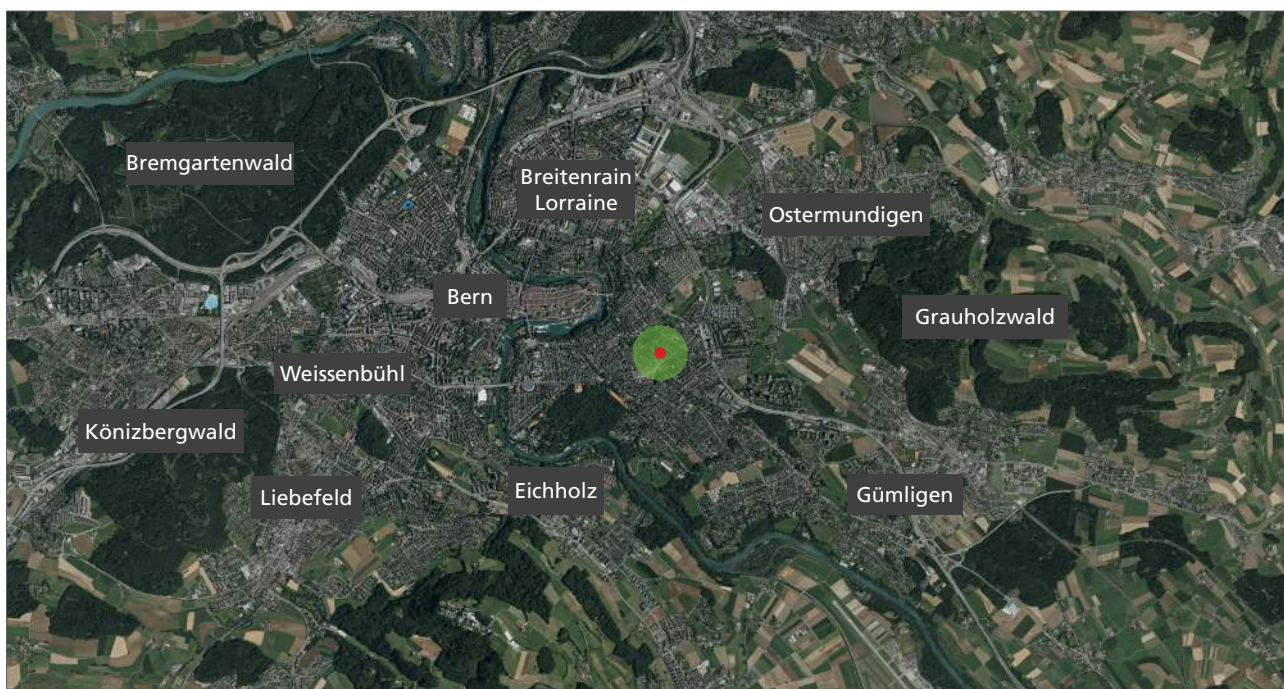 Bremgartenwald
Breitenrain
Lorraine
Ostermundigen
Bern
Grauholzwald
Weissenbühl
Könizbergwald
Liebefeld
Eichholz
Gümligen